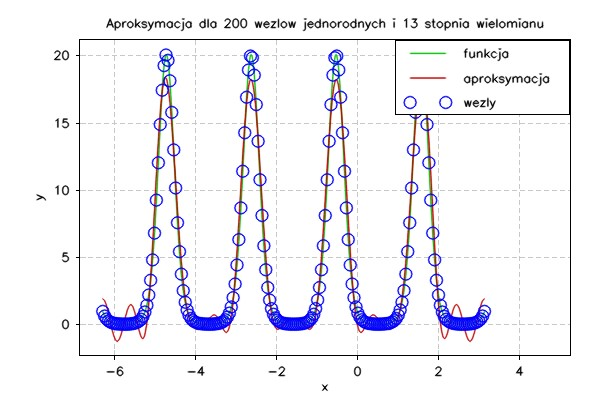 Aproksymacja dla 200 wezlow jednorodnych i 13 stopnia wielomianu
funkcja
aproksymacja
wezly
20
15
10
5
0
y
−6 −4 −2 0 2 4
x